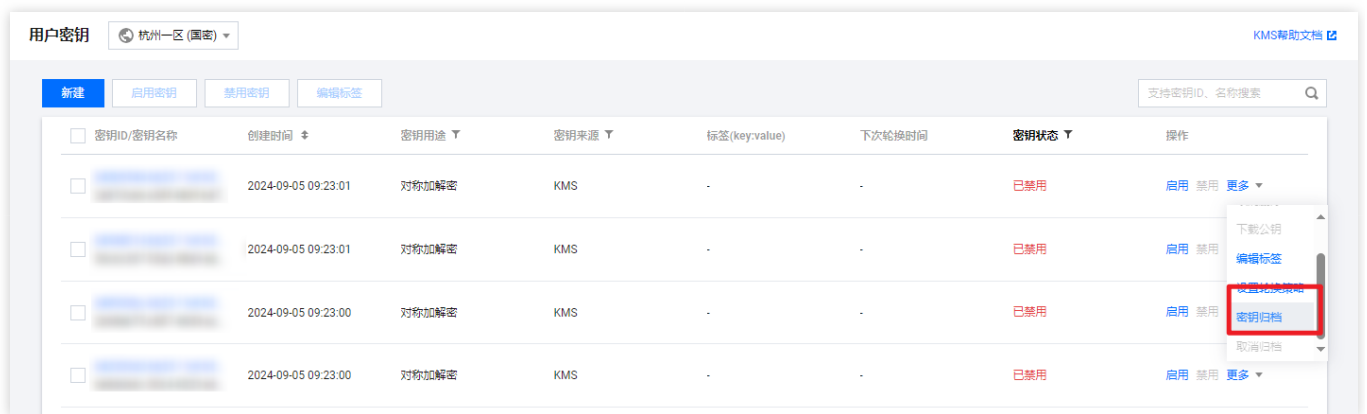 用户密钥 杭州一区 (国密) KMS帮助文档
新建 启用密钥 禁用密钥 编辑标签 支持密钥ID、名称搜索
密钥ID/密钥名称 创建时间 密钥用途 密钥来源 标签(key:value) 下次轮换时间 密钥状态 操作
2024-09-05 09:23:01 对称加解密 KMS - - 已禁用 启用 禁用 更多
下载公钥
2024-09-05 09:23:01 对称加解密 KMS - - 已禁用 启用 禁用
编辑标签
设置轮换策略
2024-09-05 09:23:00 对称加解密 KMS - - 已禁用 启用 禁用
密钥归档
取消归档
2024-09-05 09:23:00 对称加解密 KMS - - 已禁用 启用 禁用 更多